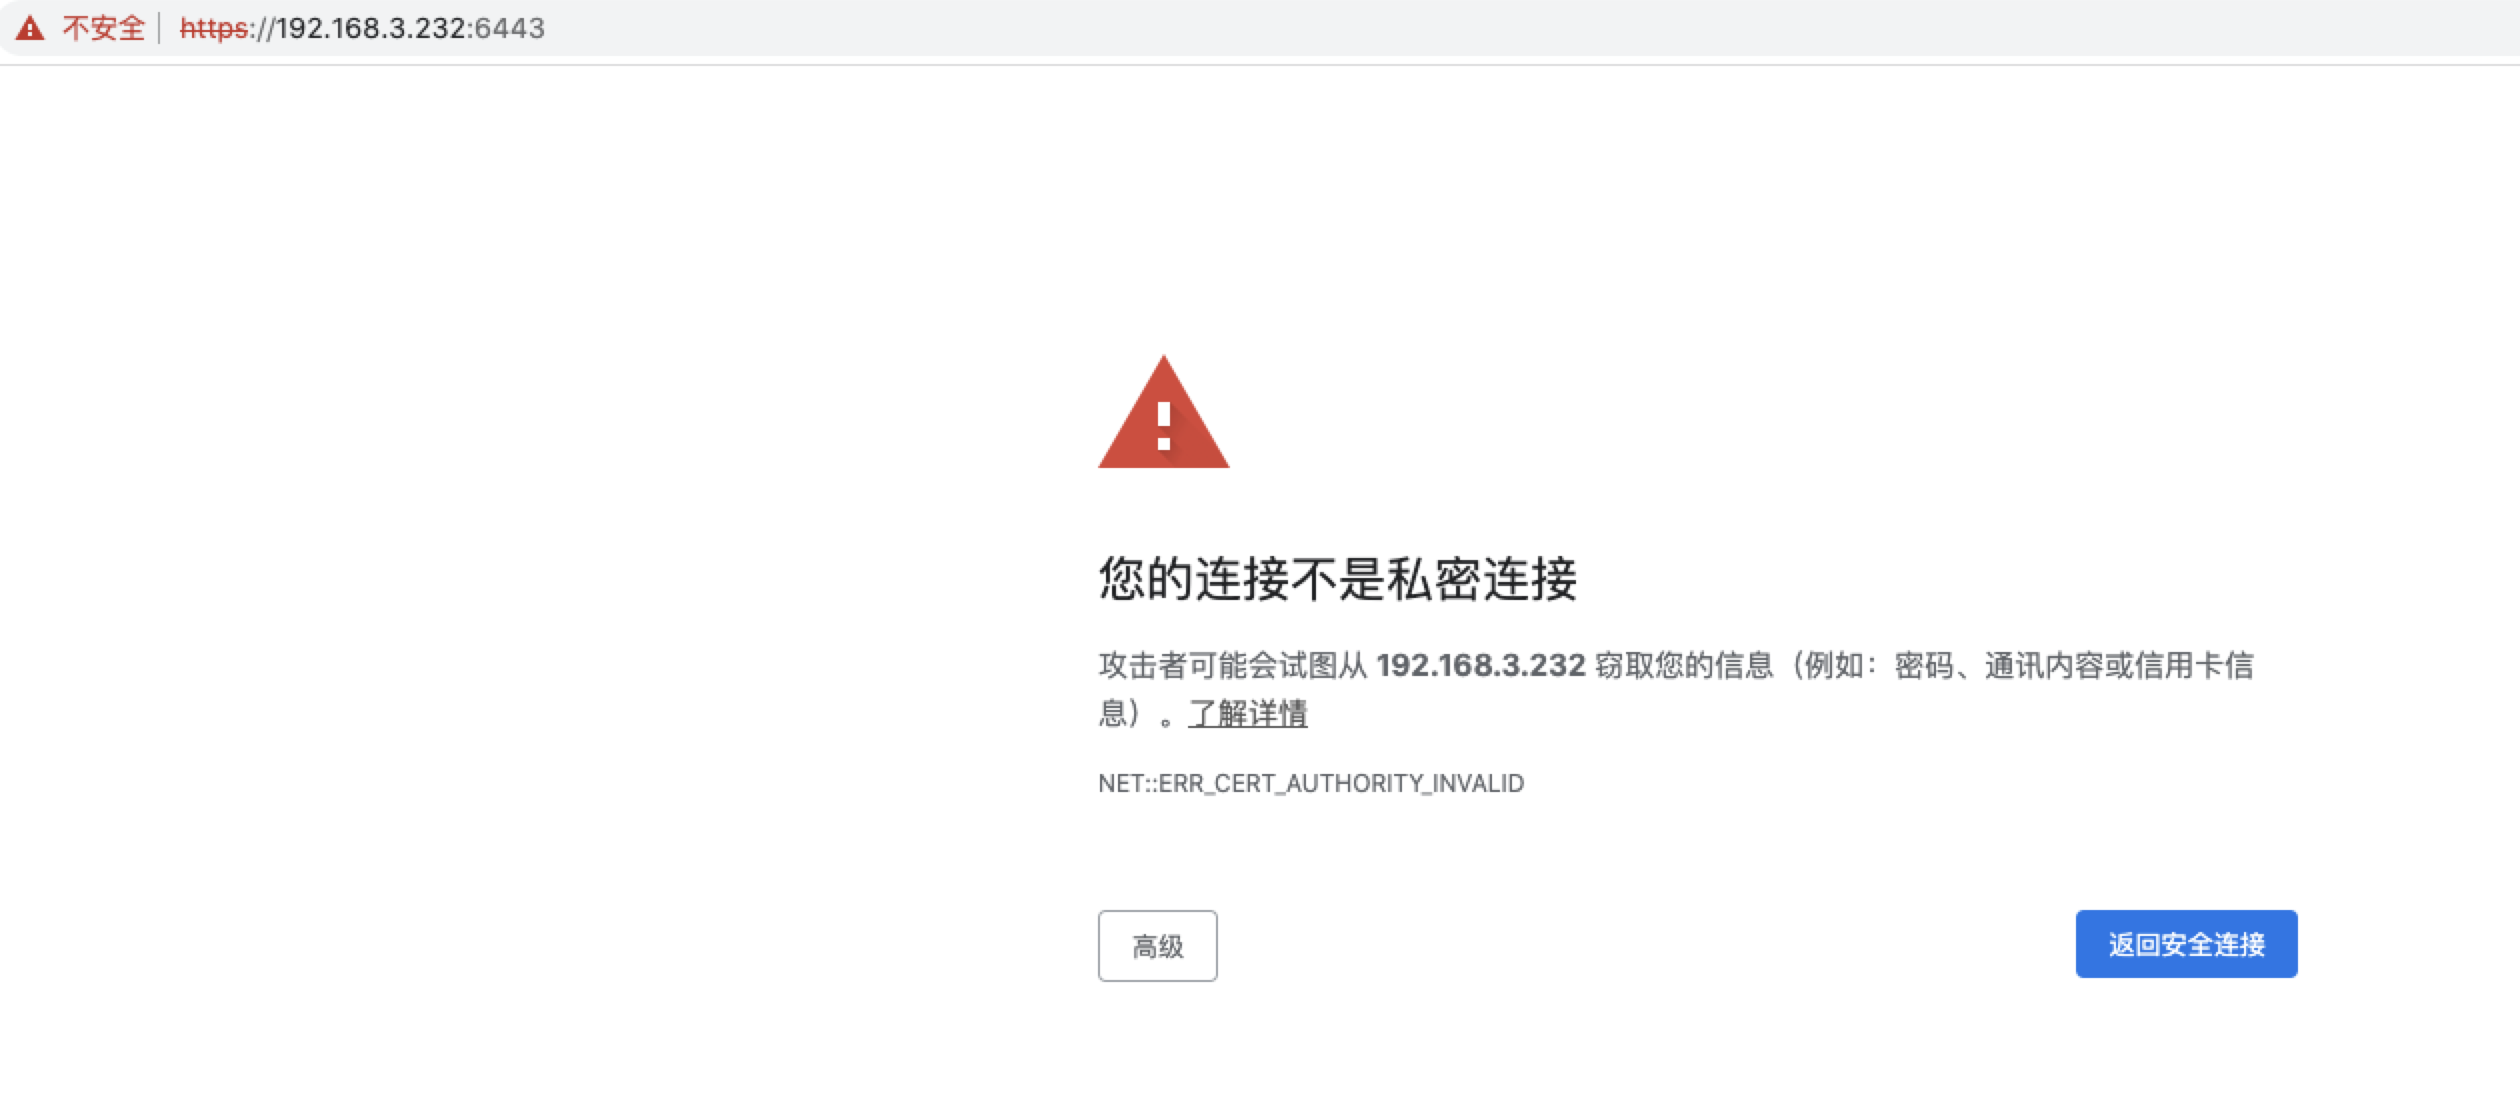 不安全 | https://192.168.3.232:6443
您的连接不是私密连接
攻击者可能会试图从 192.168.3.232 窃取您的信息（例如：密码、通讯内容或信用卡信
息）。了解详情
NET::ERR_CERT_AUTHORITY_INVALID
高级
返回安全连接